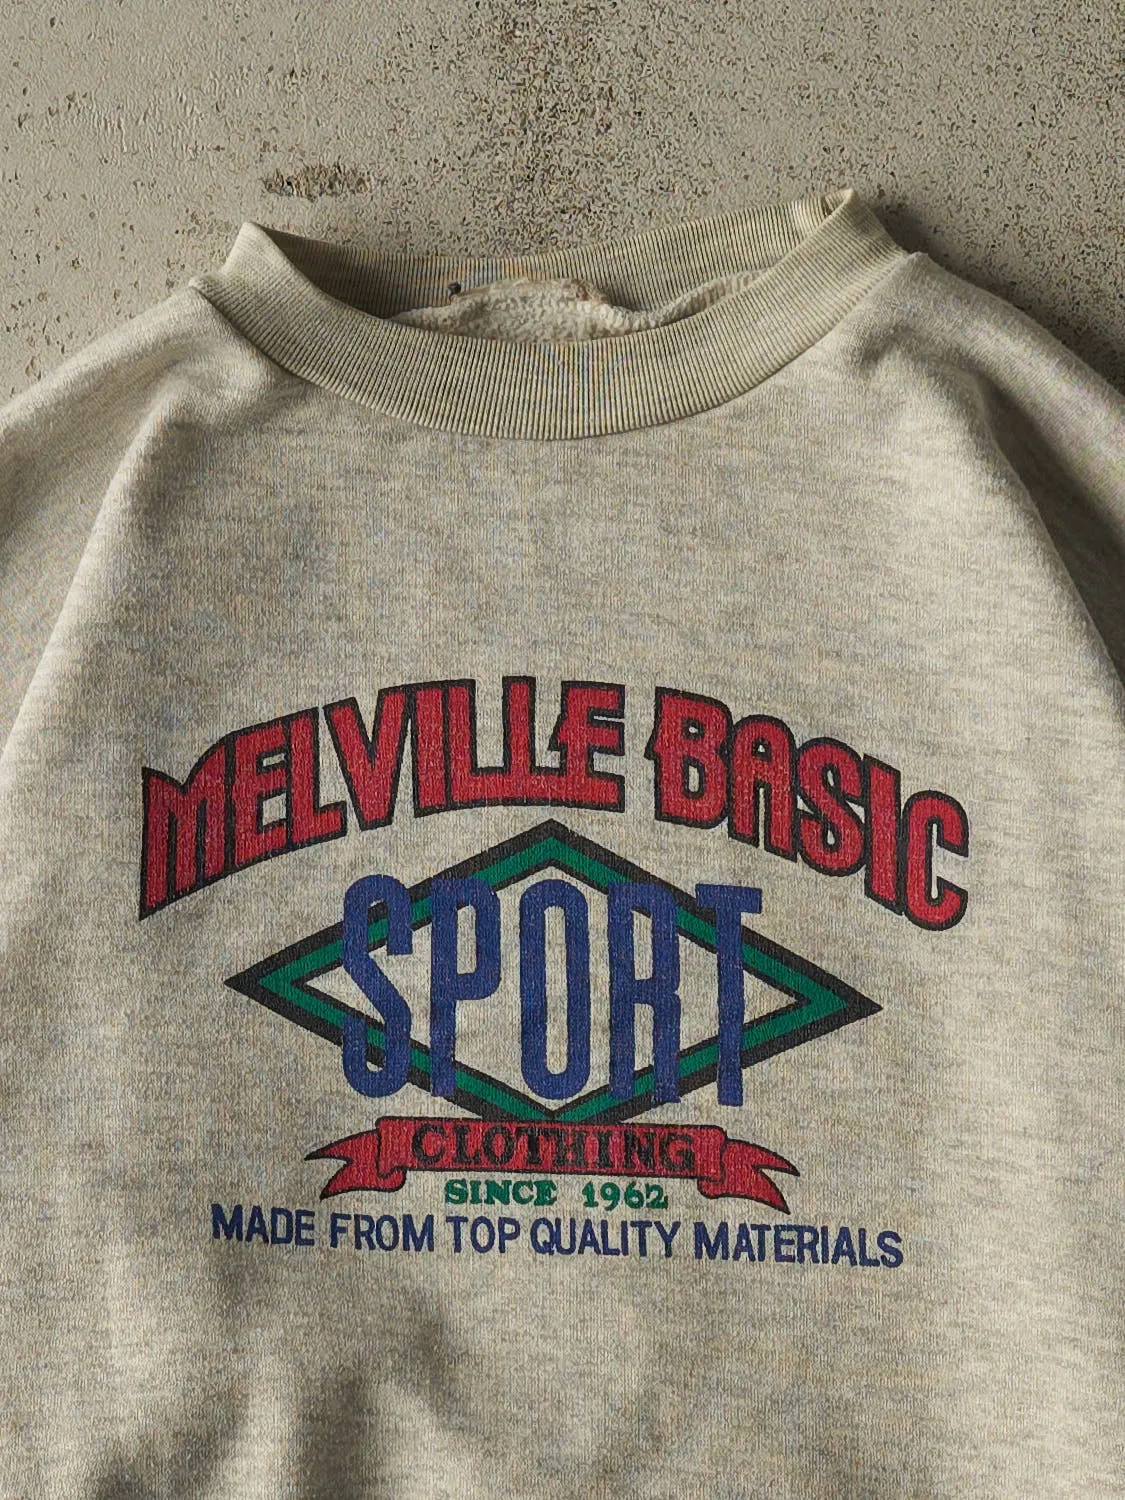 MELVILLE BASIC
SPORT
CLOTHING
SINCE 1962
MADE FROM TOP QUALITY MATERIALS